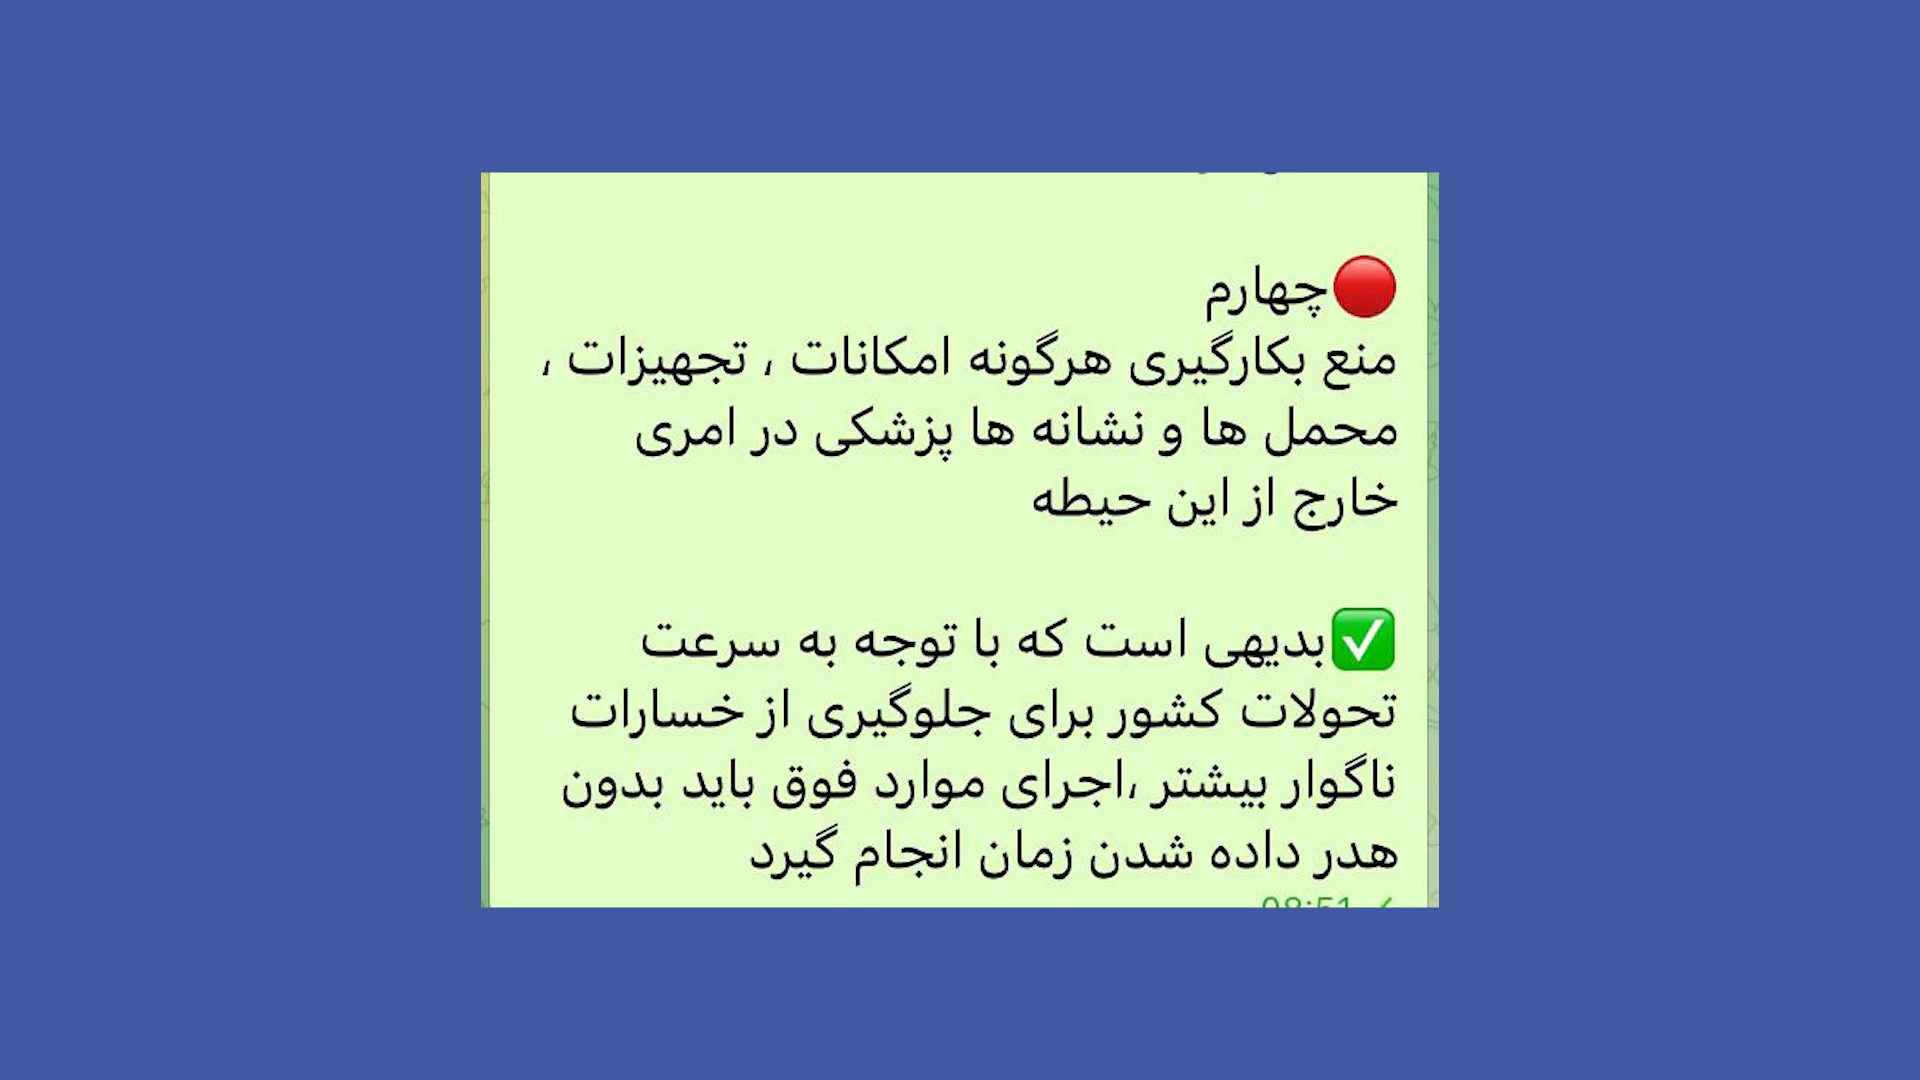 🔴چهارم
منع بکارگیری هرگونه امکانات ، تجهیزات ،
محمل ها و نشانه ها پزشکی در امری
خارج از این حیطه
✅بدیهی است که با توجه به سرعت
تحولات کشور برای جلوگیری از خسارات
ناگوار بیشتر ،اجرای موارد فوق باید بدون
هدر داده شدن زمان انجام گیرد
08:51